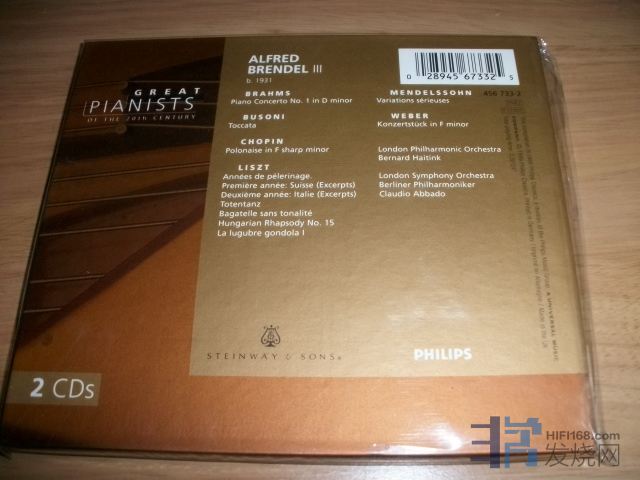 GREAT
PIANISTS
OF THE 20TH CENTURY
ALFRED
BRENDEL III
b. 1931
BRAHMS
Piano Concerto No. 1 in D minor
BUSONI
Toccata
CHOPIN
Polonaise in F sharp minor
LISZT
Années de pèlerinage.
Première année: Suisse (Excerpts)
Deuxième année: Italie (Excerpts)
Totentanz
Bagatelle sans tonalité
Hungarian Rhapsody No. 15
La lugubre gondola I
0 28945 67332 5
456 733-2
MENDELSSOHN
Variations sérieuses
WEBER
Konzertstück in F minor
London Philharmonic Orchestra
Bernard Haitink
London Symphony Orchestra
Berliner Philharmoniker
Claudio Abbado
STEINWAY & SONS®
PHILIPS
2 CDs
HIFI168.com
发烧网